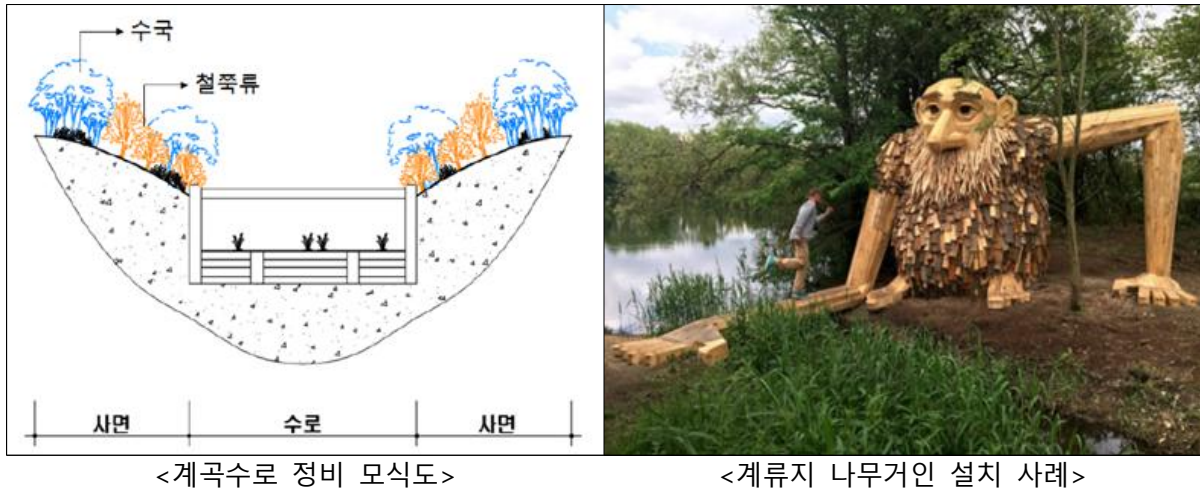 수국
철쭉류
사면 수로 사면
<계곡수로 정비 모식도> <계류지 나무거인 설치 사례>